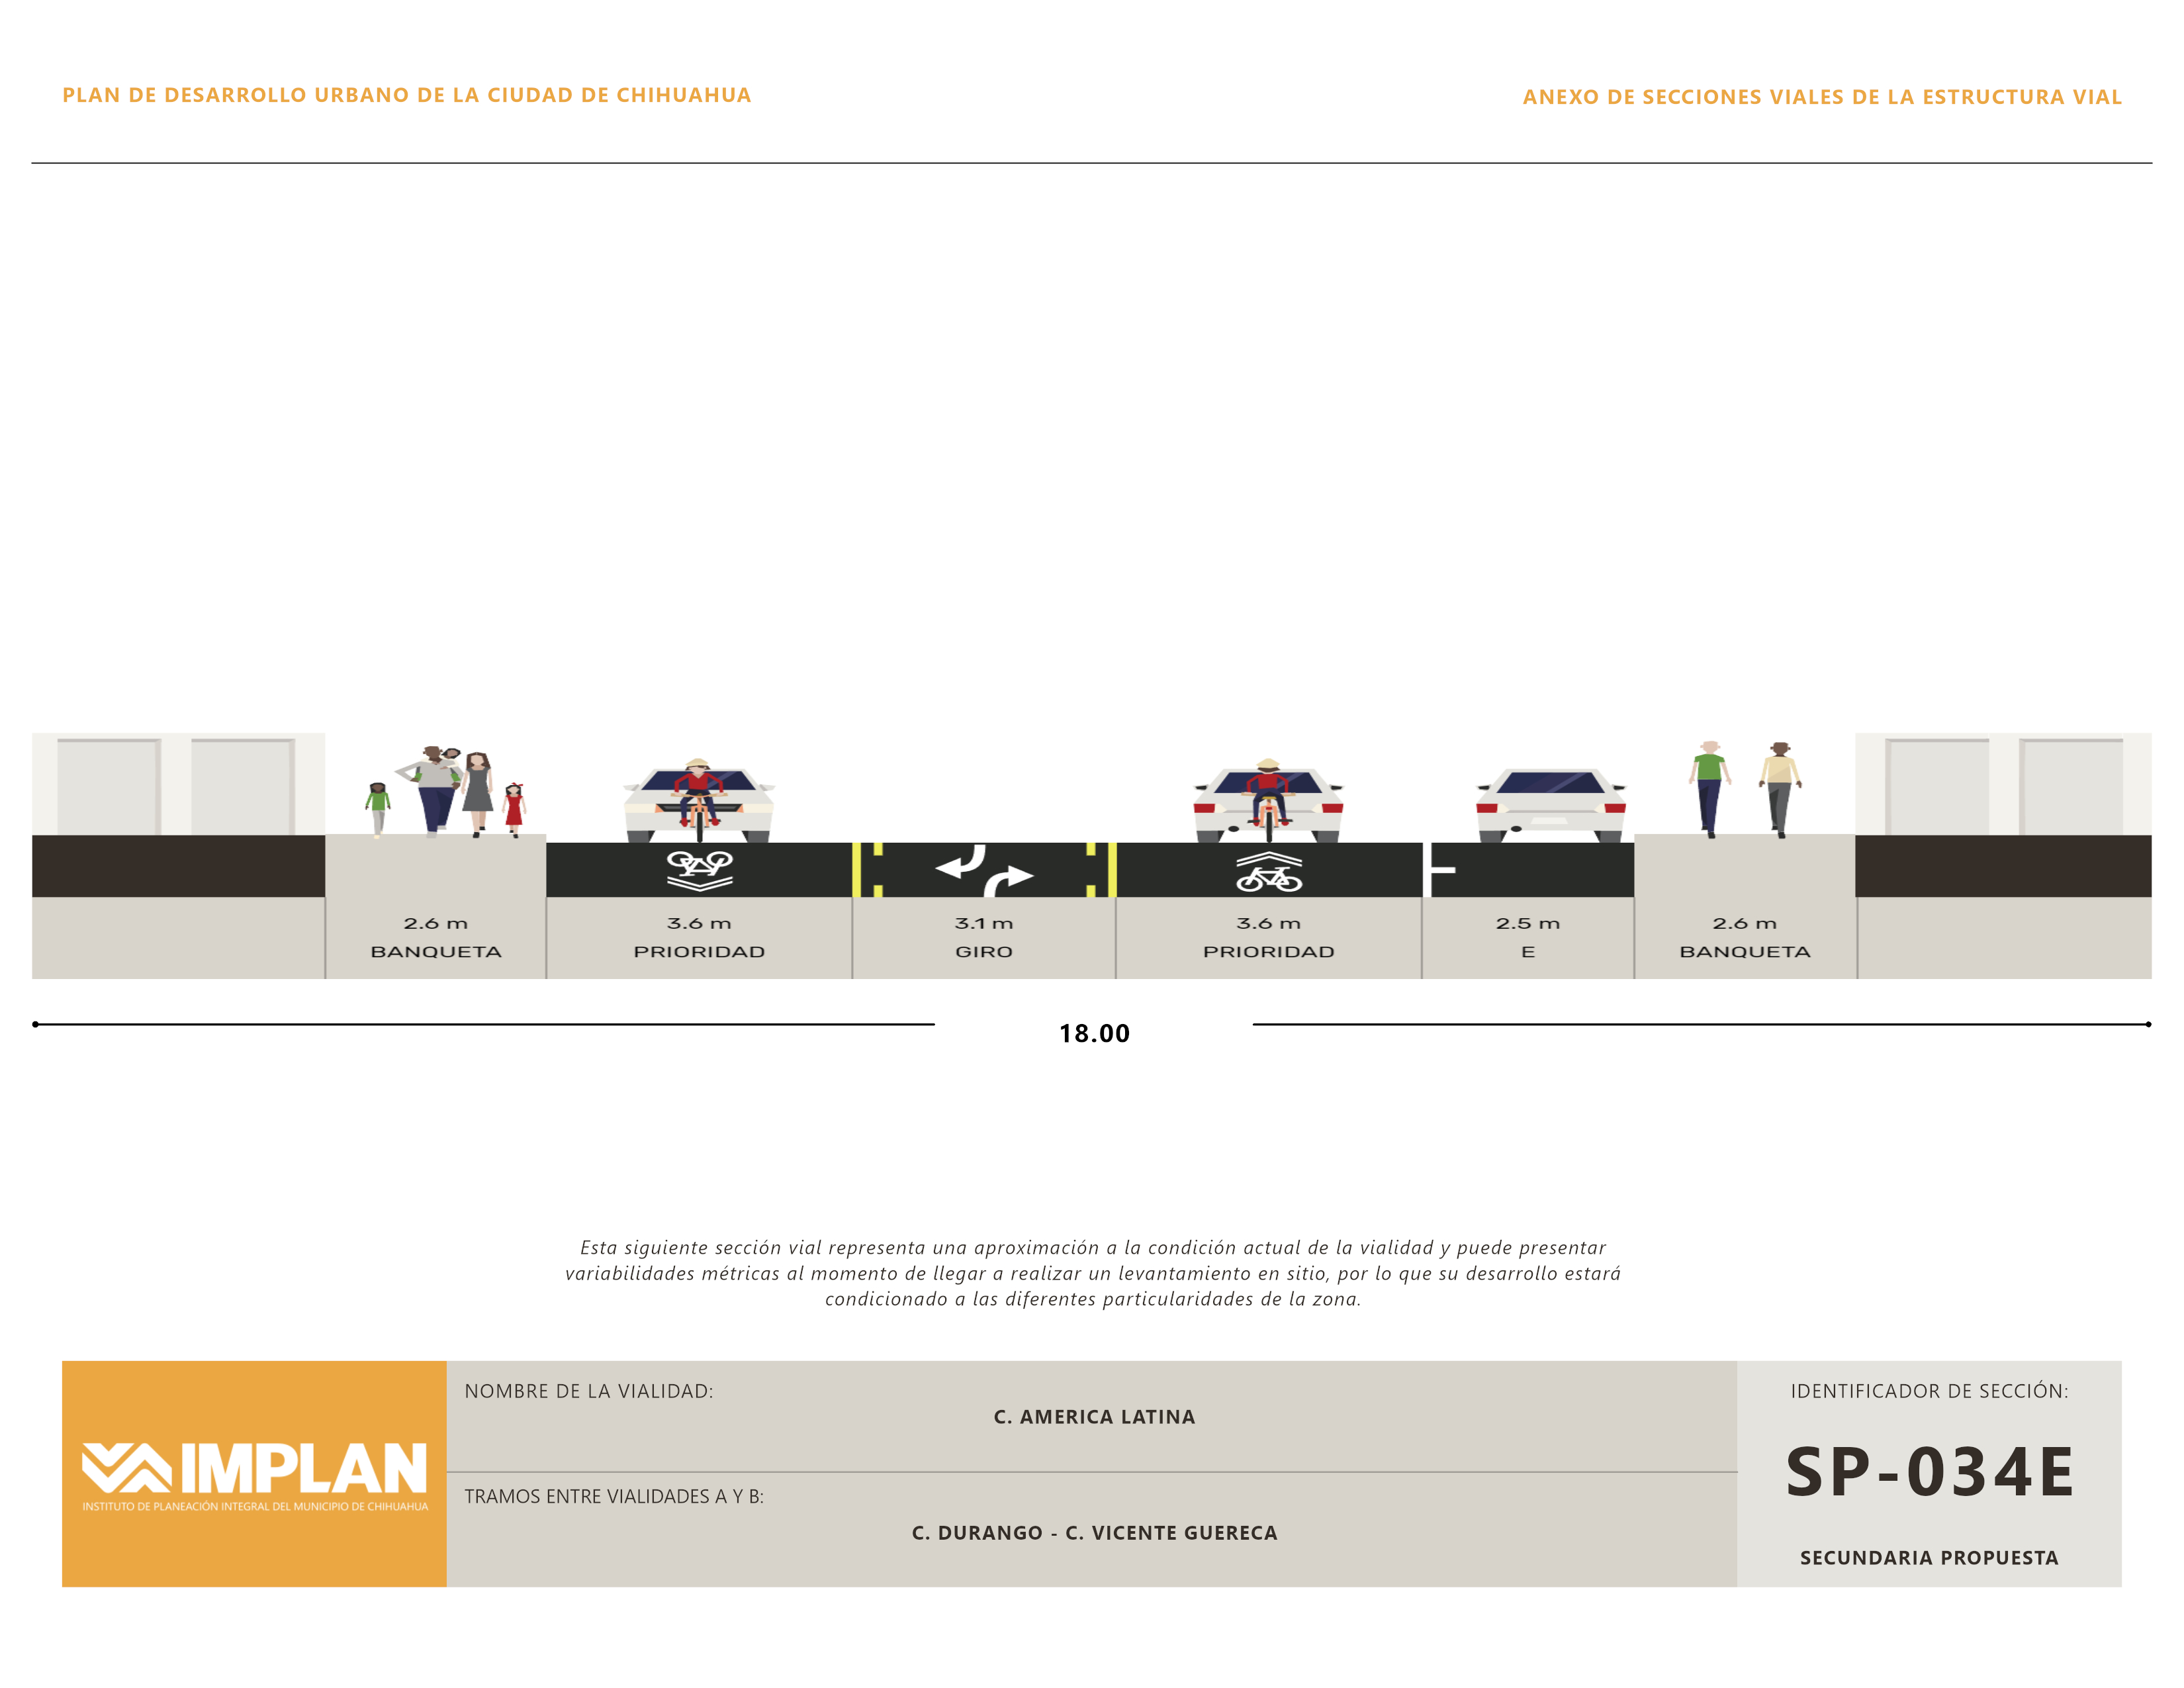 PLAN DE DESARROLLO URBANO DE LA CIUDAD DE CHIHUAHUA
ANEXO DE SECCIONES VIALES DE LA ESTRUCTURA VIAL
2.6 m
BANQUETA
3.6 m
PRIORIDAD
3.1 m
GIRO
3.6 m
PRIORIDAD
2.5 m
E
2.6 m
BANQUETA
18.00
Esta siguiente sección vial representa una aproximación a la condición actual de la vialidad y puede presentar
variabilidades métricas al momento de llegar a realizar un levantamiento en sitio, por lo que su desarrollo estará
condicionado a las diferentes particularidades de la zona.
IMPLAN
INSTITUTO DE PLANEACIÓN INTEGRAL DEL MUNICIPIO DE CHIHUAHUA
NOMBRE DE LA VIALIDAD:
C. AMERICA LATINA
TRAMOS ENTRE VIALIDADES A Y B:
C. DURANGO - C. VICENTE GUERECA
IDENTIFICADOR DE SECCIÓN:
SP-034E
SECUNDARIA PROPUESTA